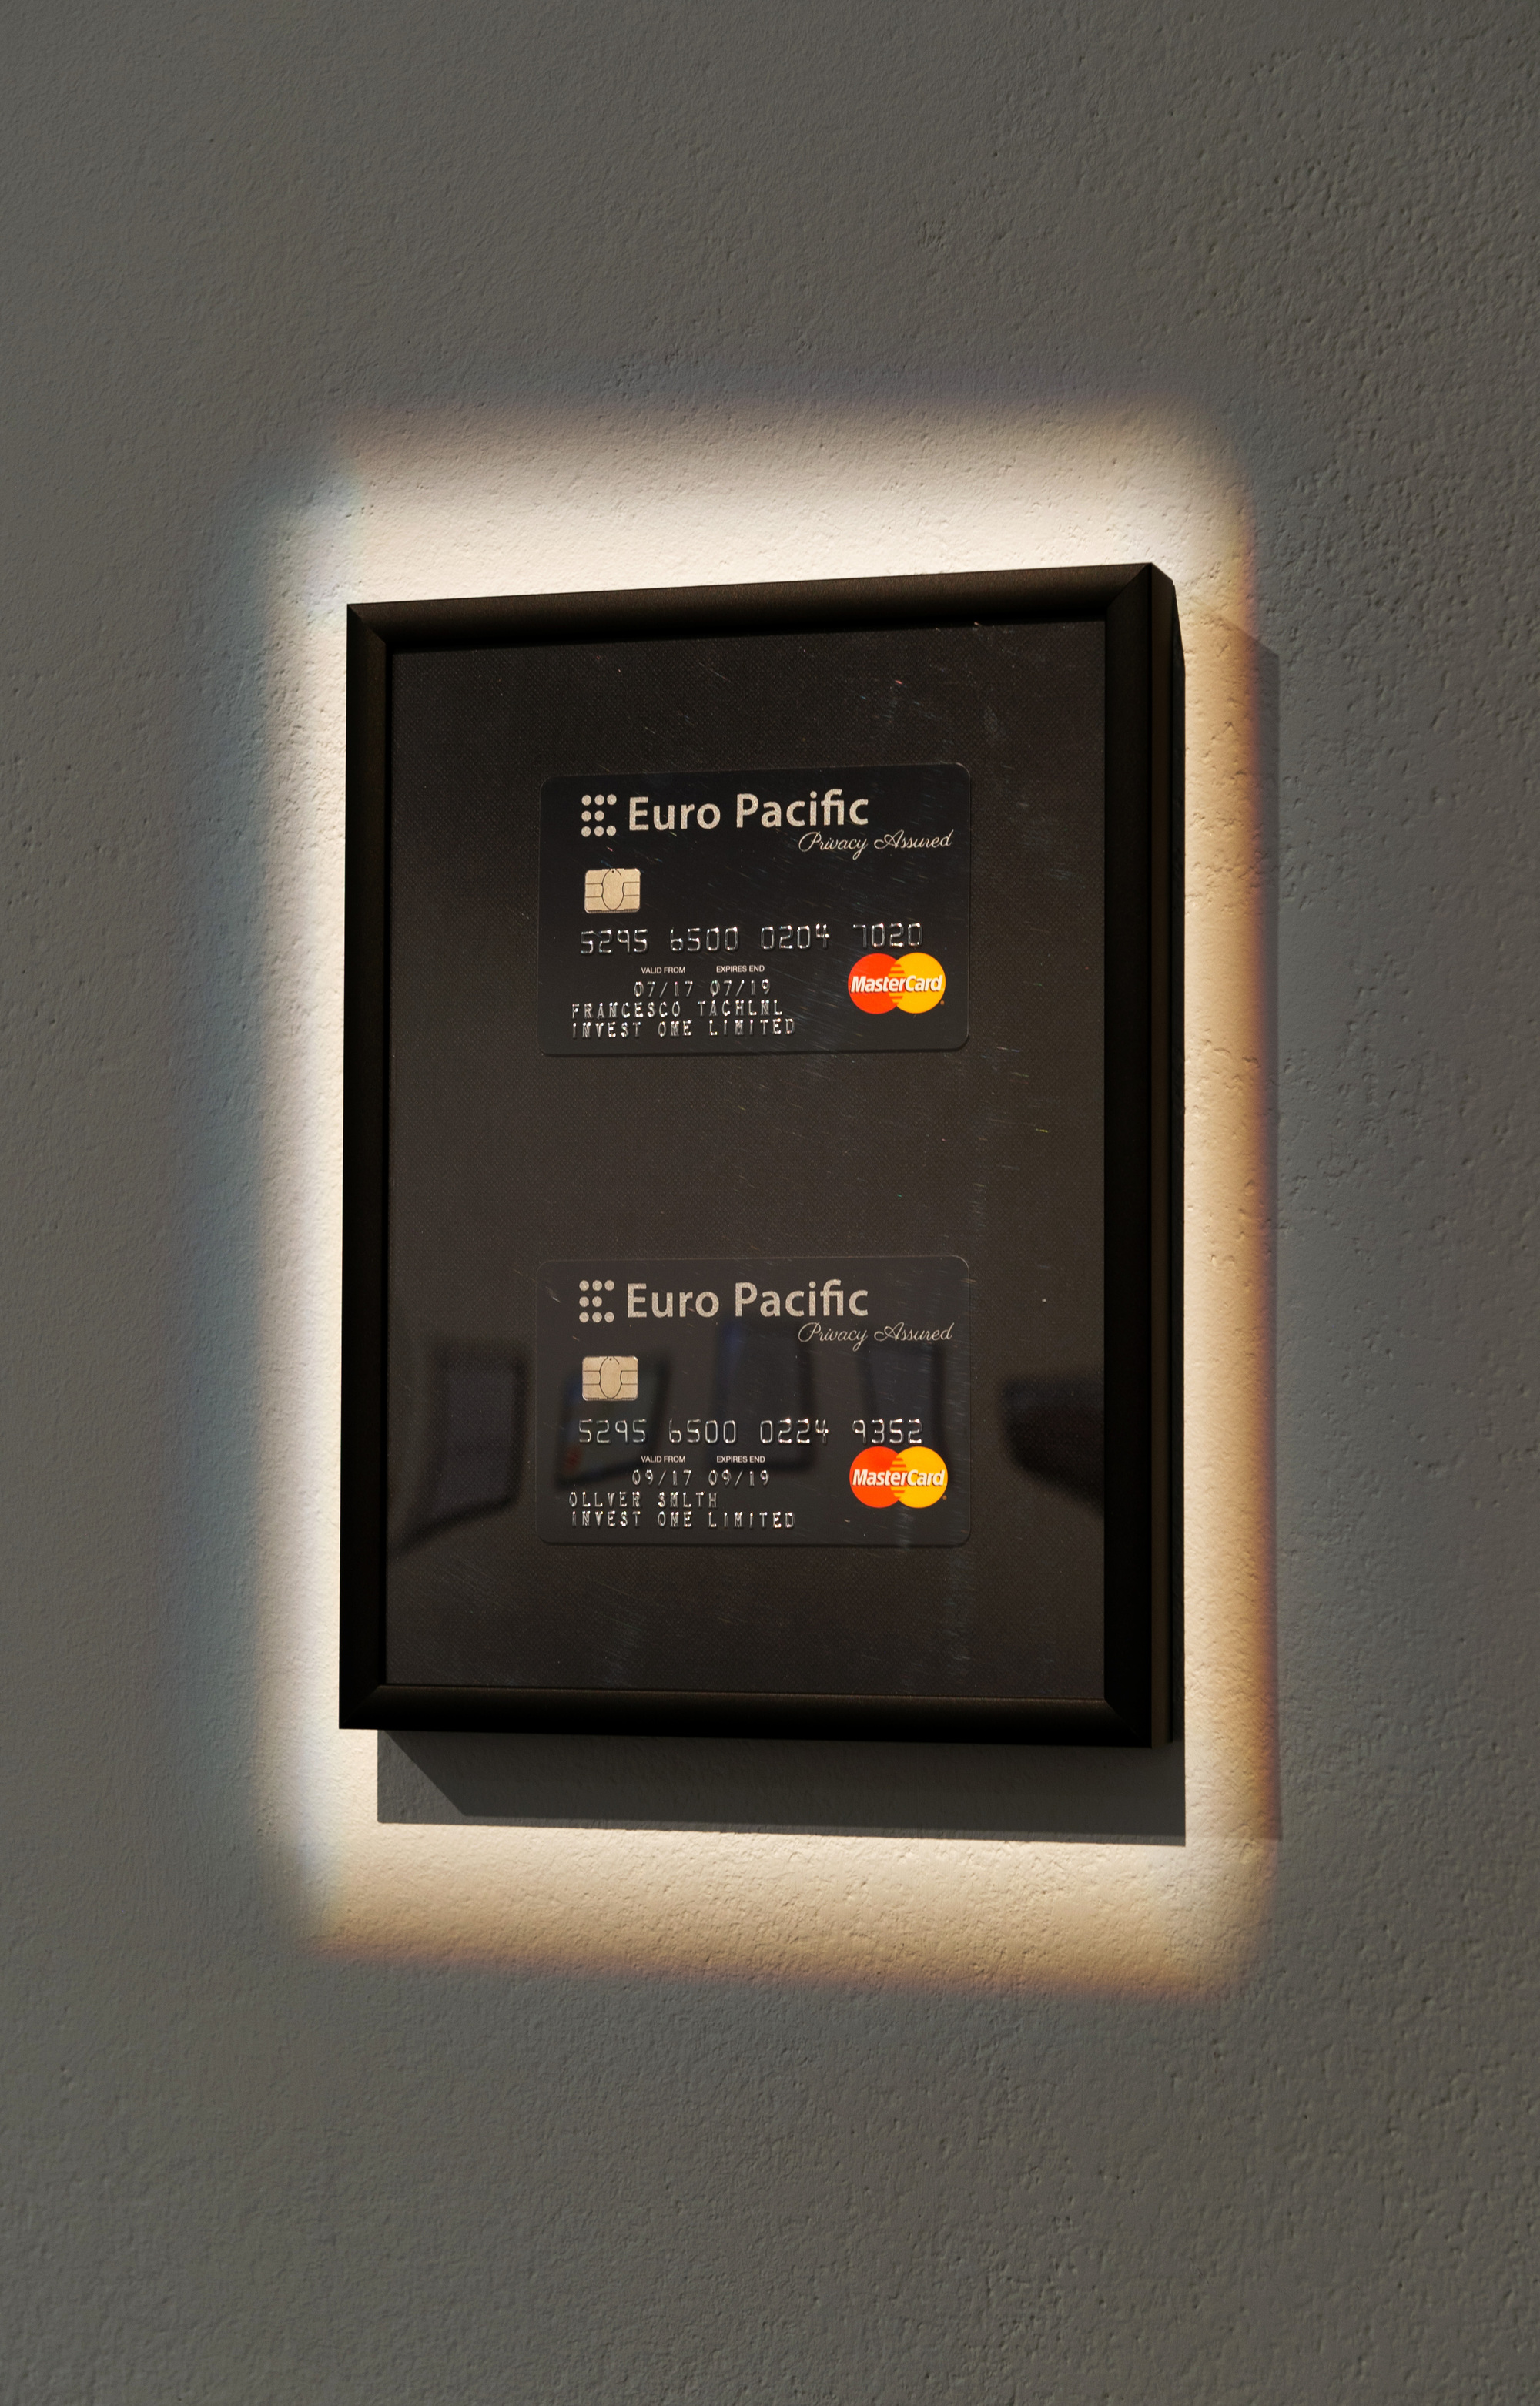 Euro Pacific
Privacy Assured
5295 6500 0204 7020
VALID FROM EXPIRES END
07/17 07/19
MasterCard
FRANCESCO TACHLNL
INVEST ONE LIMITED
Euro Pacific
Privacy Assured
5295 6500 0224 9352
VALID FROM EXPIRES END
09/17 09/19
MasterCard
OLLVER SMLTH
INVEST ONE LIMITED